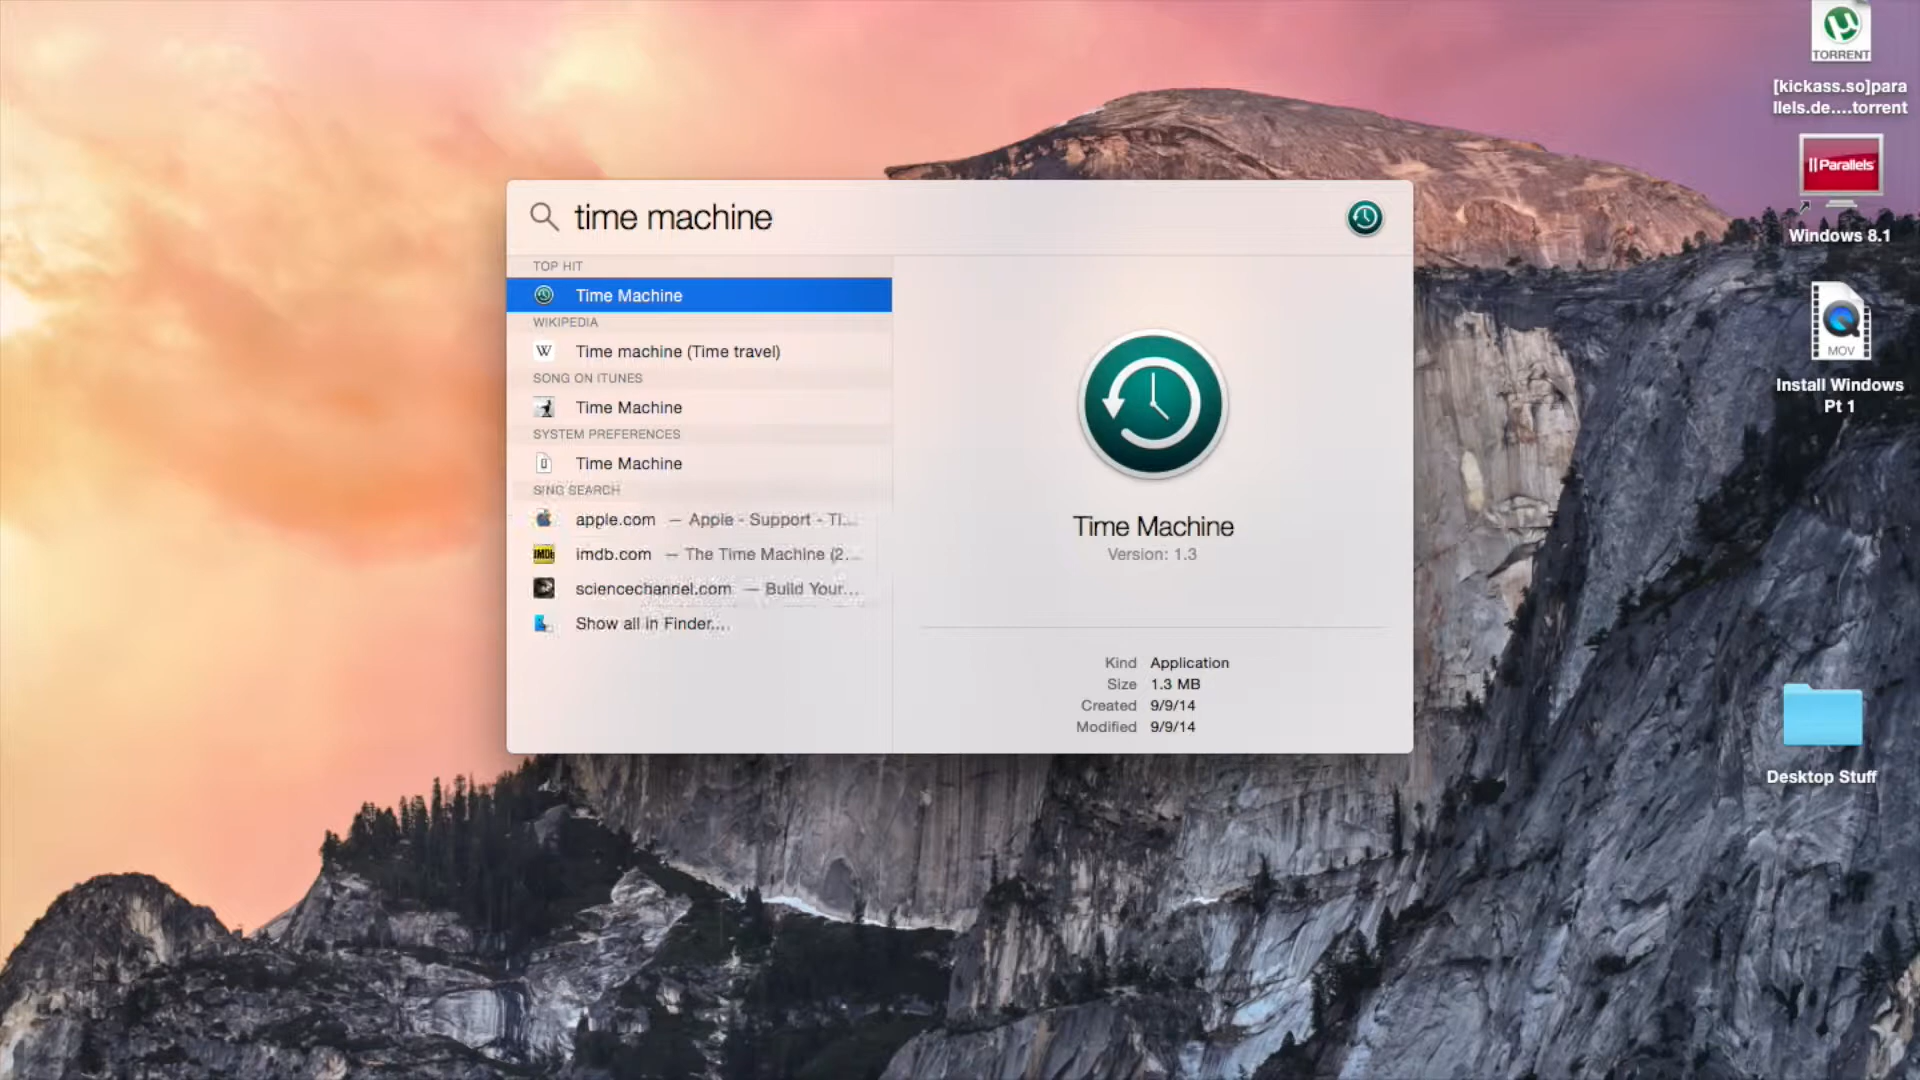 time machine
TOP HIT
Time Machine
WIKIPEDIA
W Time machine (Time travel)
SONG ON ITUNES
Time Machine
SYSTEM PREFERENCES
Time Machine
SING SEARCH
apple.com — Apple - Support - Ti...
IMDb imdb.com — The Time Machine (2...
sciencechannel.com — Build Your...
Show all in Finder....
Time Machine
Version: 1.3
Kind Application
Size 1.3 MB
Created 9/9/14
Modified 9/9/14
TORRENT
[kickass.so]para
llels.de....torrent
Parallels
Windows 8.1
MOV
Install Windows
Pt 1
Desktop Stuff